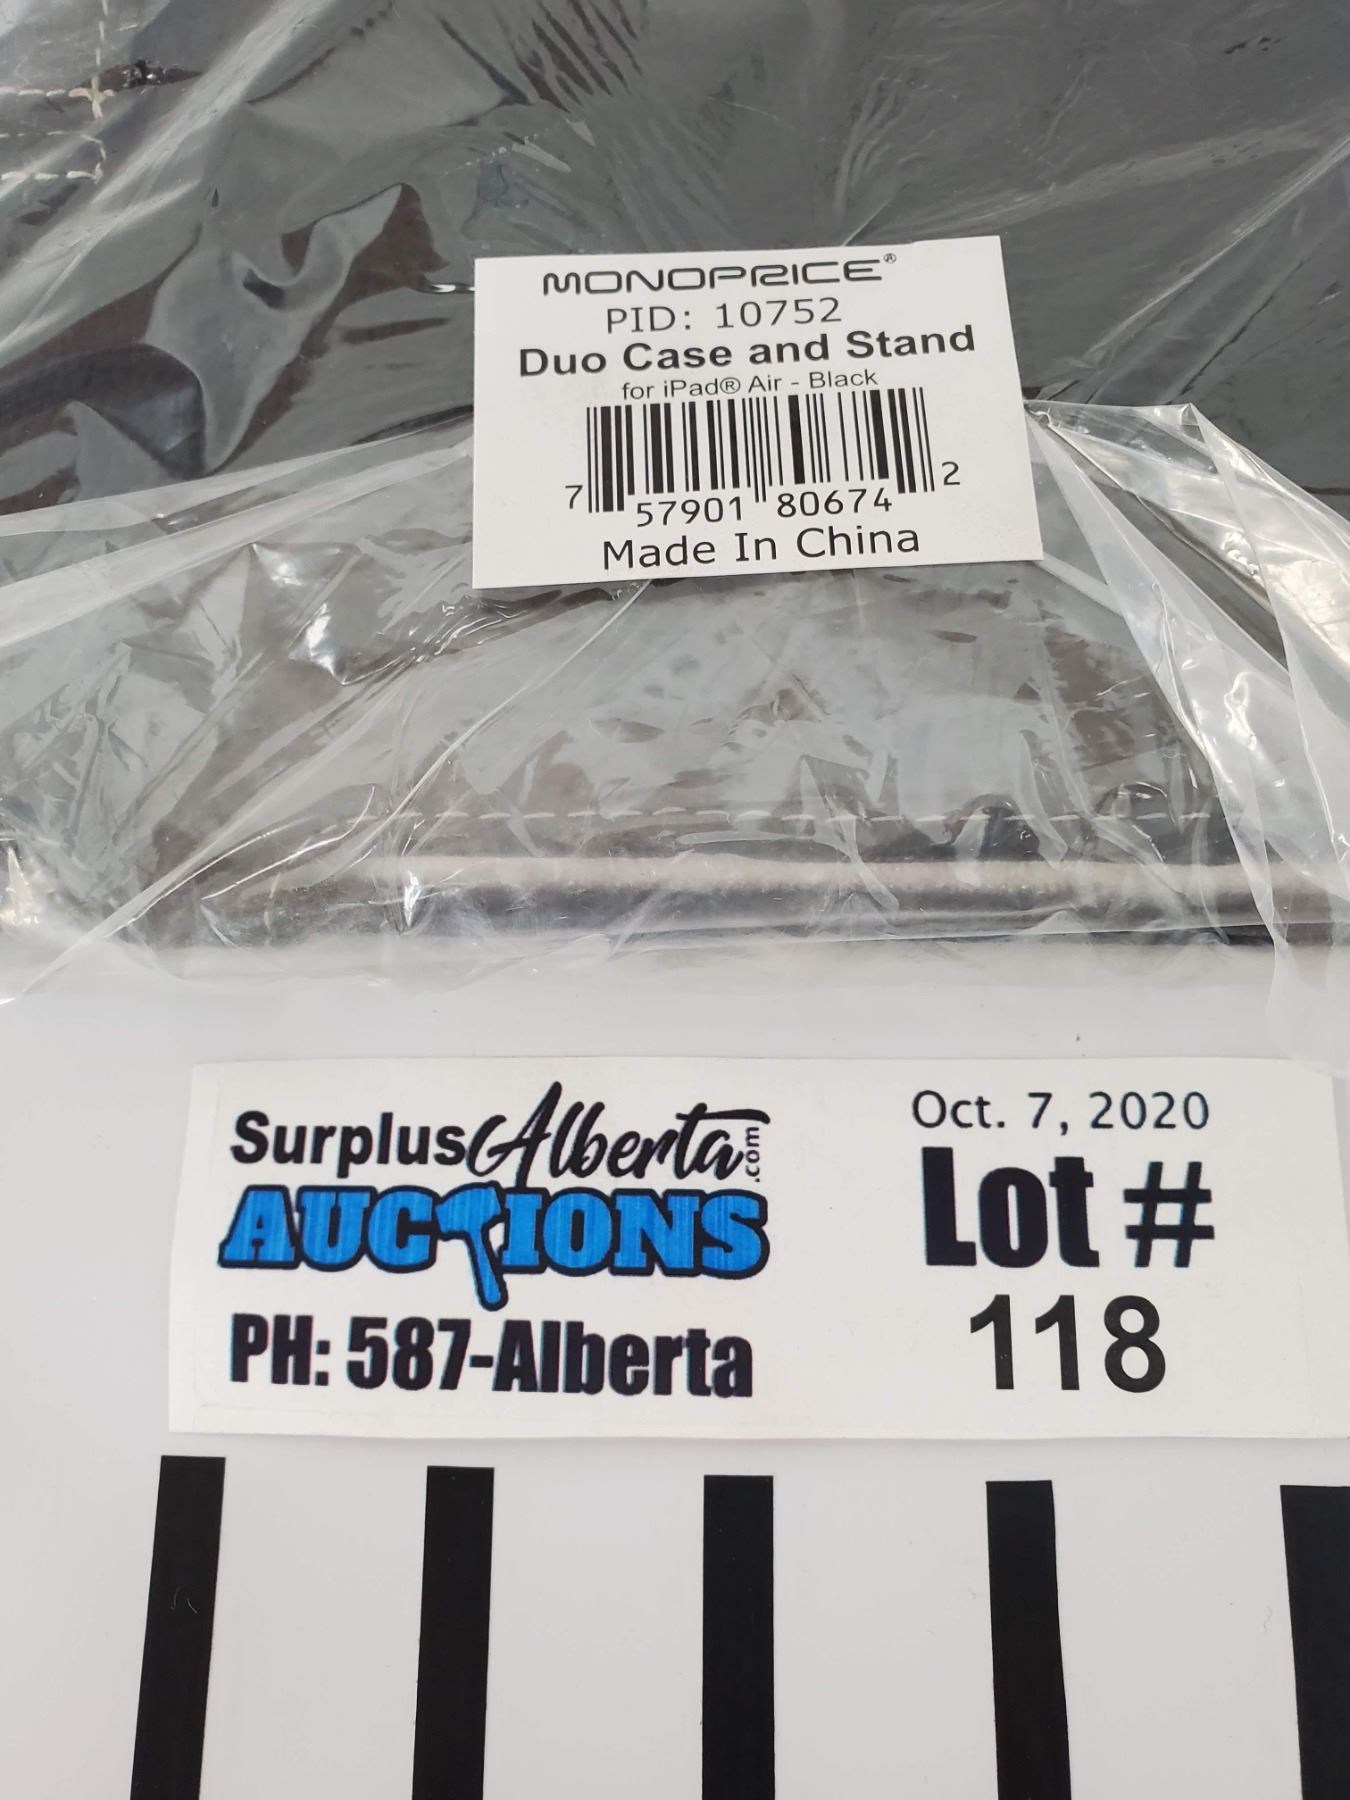 MONOPRICE®
PID: 10752
Duo Case and Stand
for iPad® Air - Black
7 57901 80674 2
Made In China
SurplusAlberta.com
AUCTIONS
PH: 587-Alberta
Oct. 7, 2020
Lot #
118